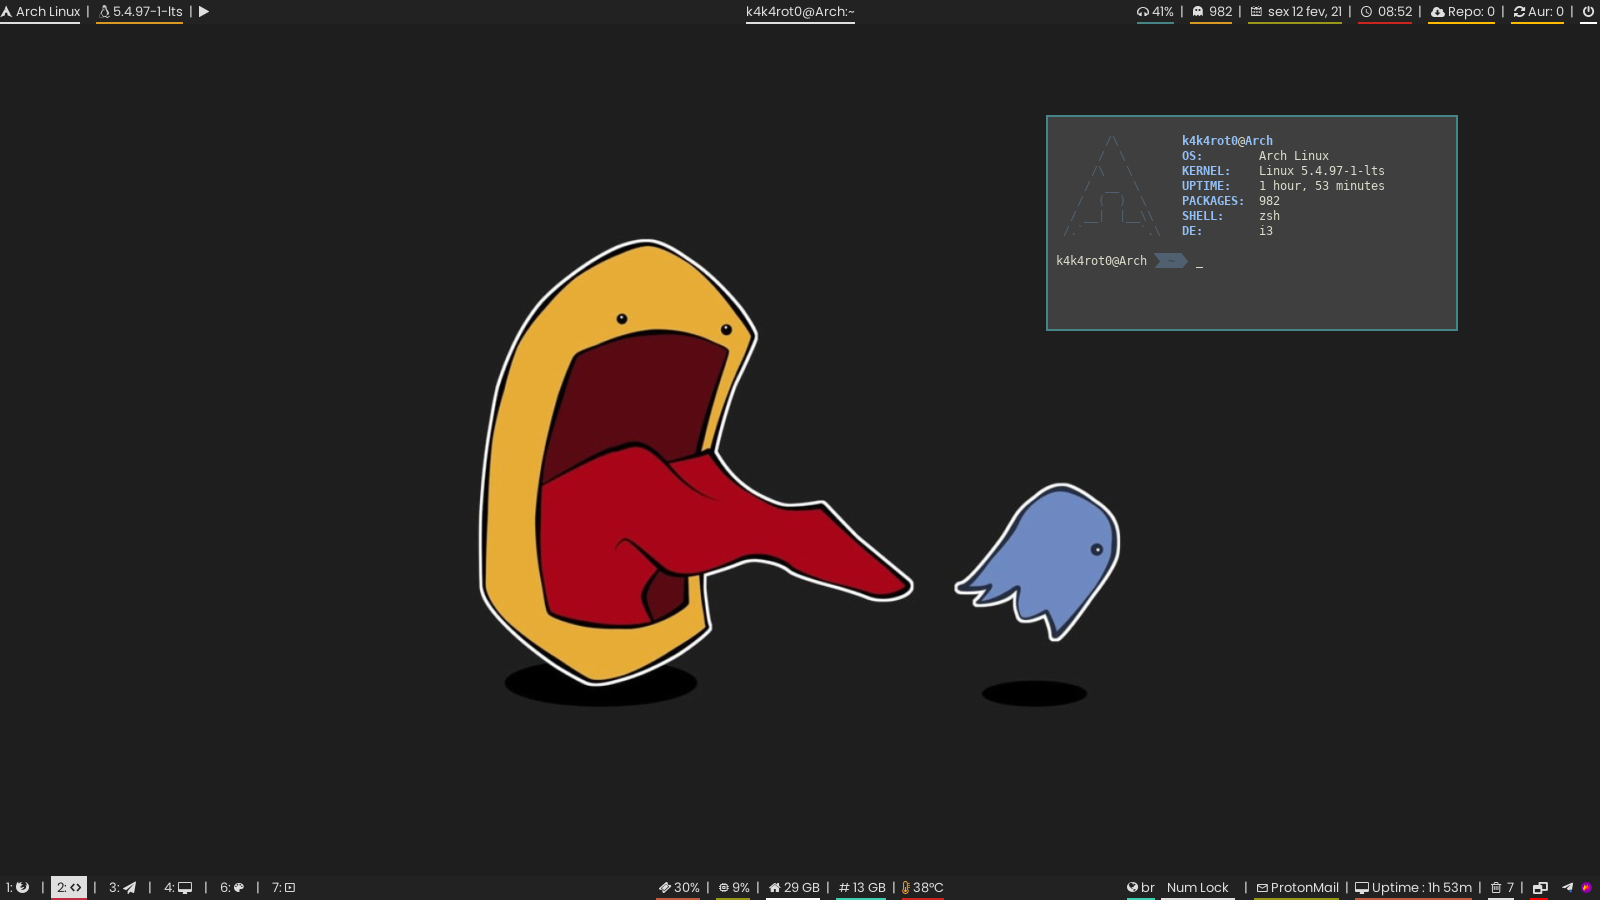 Arch Linux | 5.4.97-1-lts |
k4k4rot0@Arch:~
41% | 982 | sex 12 fev, 21 | 08:52 | Repo: 0 | Aur: 0 |
k4k4rot0@Arch
OS: Arch Linux
KERNEL: Linux 5.4.97-1-lts
UPTIME: 1 hour, 53 minutes
PACKAGES: 982
SHELL: zsh
DE: i3
k4k4rot0@Arch ~ _
1: | 2: | 3: | 4: | 6: | 7:
30% | 9% | 29 GB | # 13 GB | 38ºC
br Num Lock | ProtonMail | Uptime : 1h 53m | 7 |